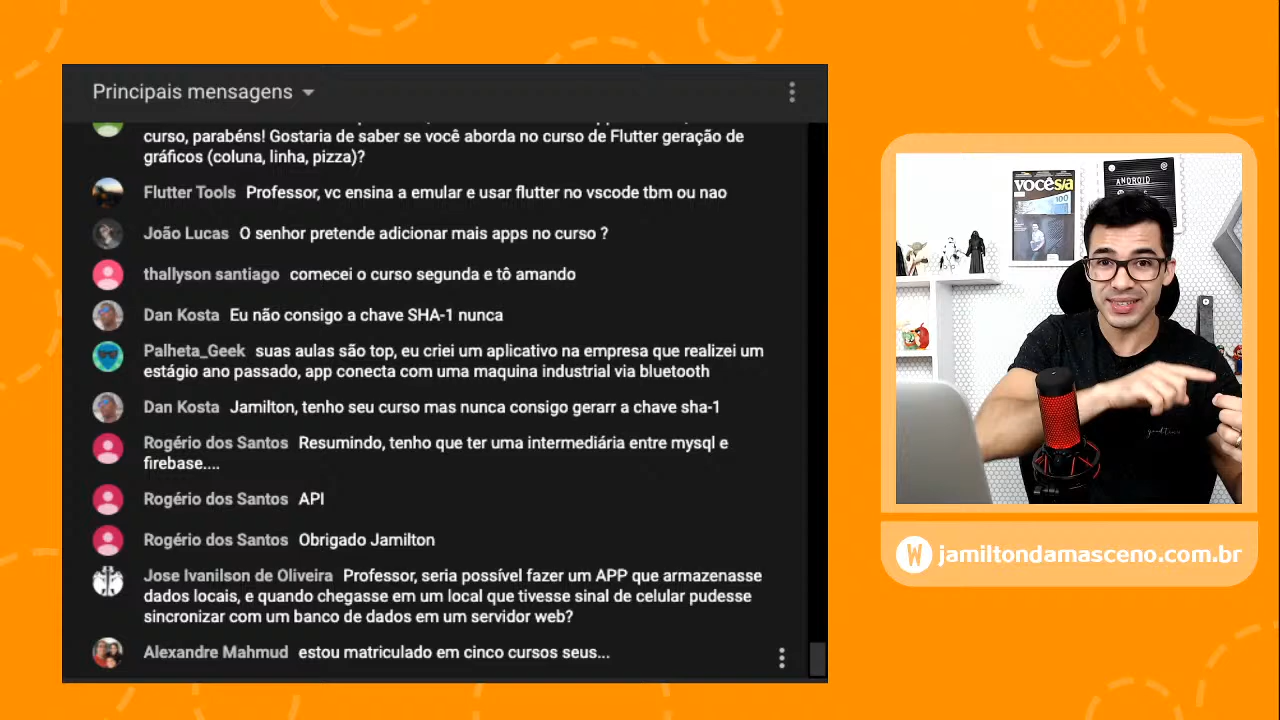 Principais mensagens
curso, parabéns! Gostaria de saber se você aborda no curso de Flutter geração de
gráficos (coluna, linha, pizza)?
Flutter Tools Professor, vc ensina a emular e usar flutter no vscode tbm ou nao
João Lucas O senhor pretende adicionar mais apps no curso ?
thallyson santiago comecei o curso segunda e tô amando
Dan Kosta Eu não consigo a chave SHA-1 nunca
Palheta_Geek suas aulas são top, eu criei um aplicativo na empresa que realizei um
estágio ano passado, app conecta com uma maquina industrial via bluetooth
Dan Kosta Jamilton, tenho seu curso mas nunca consigo gerarr a chave sha-1
Rogério dos Santos Resumindo, tenho que ter uma intermediária entre mysql e
firebase....
Rogério dos Santos API
Rogério dos Santos Obrigado Jamilton
Jose Ivanilson de Oliveira Professor, seria possível fazer um APP que armazenasse
dados locais, e quando chegasse em um local que tivesse sinal de celular pudesse
sincronizar com um banco de dados em um servidor web?
Alexandre Mahmud estou matriculado em cinco cursos seus...
VOCÊ S/A
100
ANDROID
W jamiltondamasceno.com.br